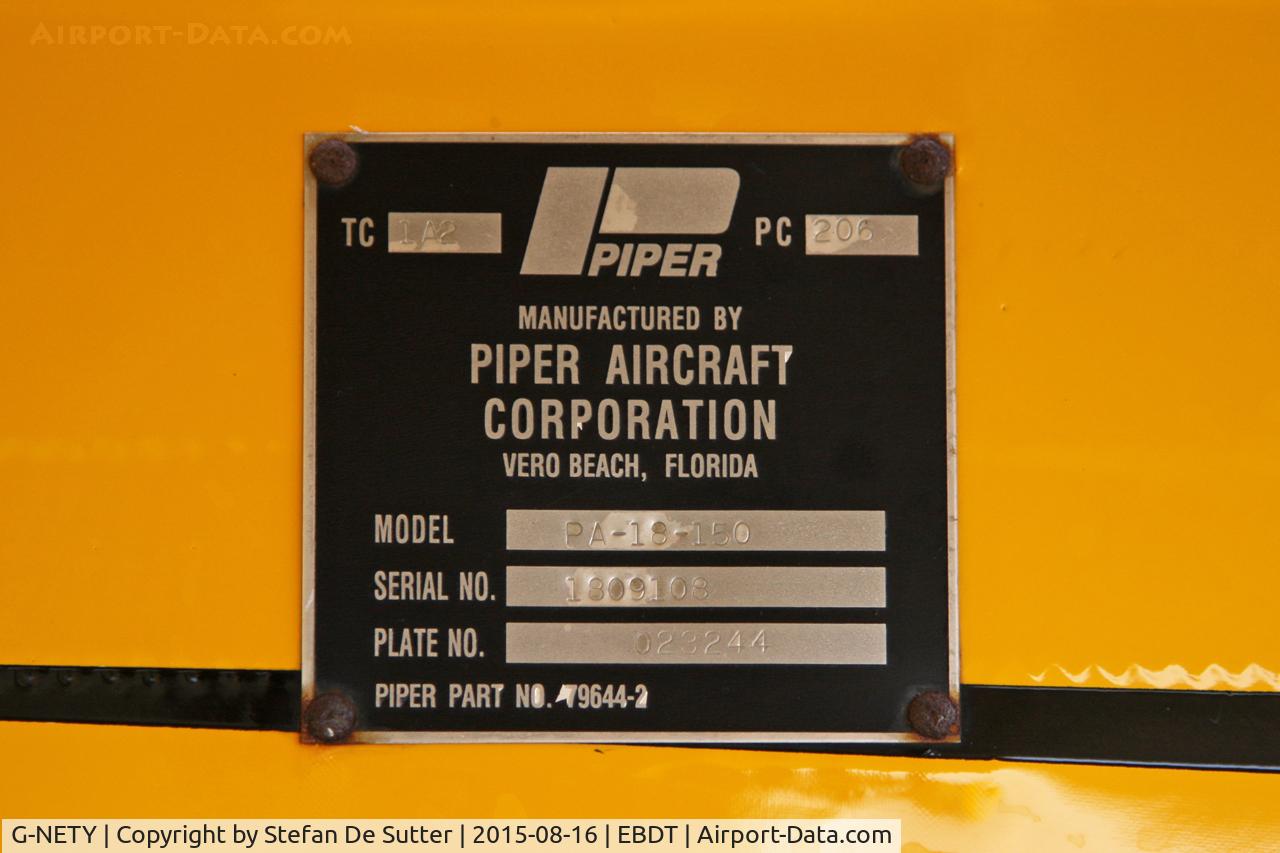 AIRPORT-DATA.COM
TC 1A2
PIPER
PC 206
MANUFACTURED BY
PIPER AIRCRAFT
CORPORATION
VERO BEACH, FLORIDA
MODEL PA-18-150
SERIAL NO. 1809108
PLATE NO. 023244
PIPER PART NO. 79644-2
G-NETY | Copyright by Stefan De Sutter | 2015-08-16 | EBDT | Airport-Data.com